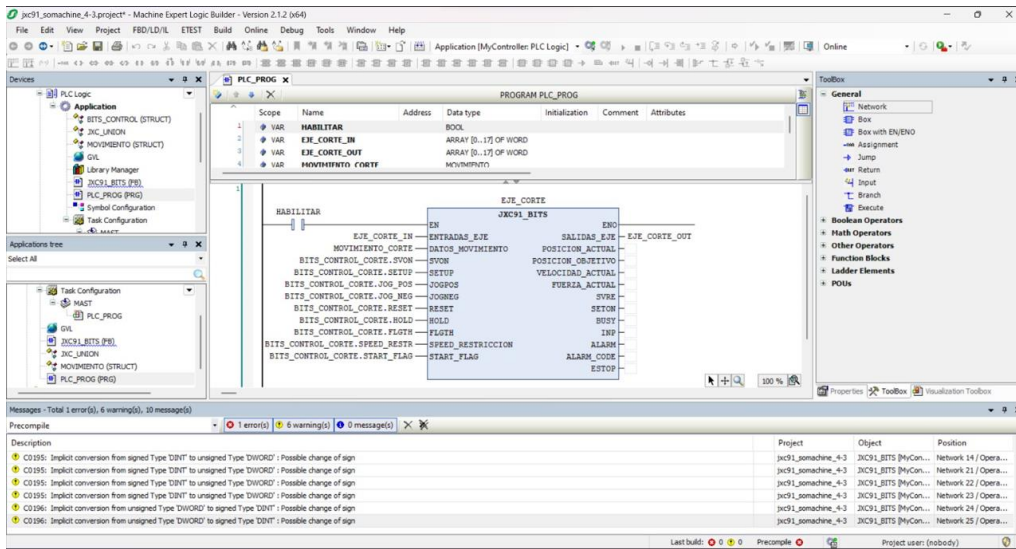 jxc91_somachine_4-3.project* - Machine Expert Logic Builder - Version 2.1.2 (x64)
File Edit View Project FBD/LD/IL ETEST Build Online Debug Tools Window Help
Application [MyController: PLC Logic]
Online
Devices
PLC Logic
Application
BITS_CONTROL (STRUCT)
JXC_UNION
MOVIMIENTO (STRUCT)
GVL
Library Manager
JXC91_BITS (FB)
PLC_PROG (PRG)
Symbol Configuration
Task Configuration
MAST
Applications tree
Select All
Task Configuration
MAST
PLC_PROG
GVL
JXC91_BITS (FB)
JXC_UNION
MOVIMIENTO (STRUCT)
PLC_PROG (PRG)
PLC_PROG
PROGRAM PLC_PROG
Scope Name Address Data type Initialization Comment Attributes
1 VAR HABILITAR BOOL
2 VAR EJE_CORTE_IN ARRAY [0..17] OF WORD
3 VAR EJE_CORTE_OUT ARRAY [0..17] OF WORD
4 VAR MOVIMIENTO_CORTE MOVIMIENTO
1
EJE_CORTE
HABILITAR JXC91_BITS
EN ENO
EJE_CORTE_IN ENTRADAS_EJE SALIDAS_EJE EJE_CORTE_OUT
MOVIMIENTO_CORTE DATOS_MOVIMIENTO POSICION_ACTUAL
BITS_CONTROL_CORTE.SVON SVON POSICION_OBJETIVO
BITS_CONTROL_CORTE.SETUP SETUP VELOCIDAD_ACTUAL
BITS_CONTROL_CORTE.JOG_POS JOGPOS FUERZA_ACTUAL
BITS_CONTROL_CORTE.JOG_NEG JOGNEG SVRE
BITS_CONTROL_CORTE.RESET RESET SETON
BITS_CONTROL_CORTE.HOLD HOLD BUSY
BITS_CONTROL_CORTE.FLGTH FLGTH INP
BITS_CONTROL_CORTE.SPEED_RESTR SPEED_RESTRICCION ALARM
BITS_CONTROL_CORTE.START_FLAG START_FLAG ALARM_CODE
ESTOP
100 %
ToolBox
General
Network
Box
Box with EN/ENO
Assignment
Jump
Return
Input
Branch
Execute
Boolean Operators
Math Operators
Other Operators
Function Blocks
Ladder Elements
POUs
Properties ToolBox Visualization Toolbox
Messages - Total 1 error(s), 6 warning(s), 10 message(s)
Precompile 1 error(s) 6 warning(s) 0 message(s)
Description Project Object Position
C0195: Implicit conversion from signed Type 'DINT' to unsigned Type 'DWORD' : Possible change of sign jxc91_somachine_4-3 JXC91_BITS [MyCon... Network 14 / Opera...
C0195: Implicit conversion from signed Type 'DINT' to unsigned Type 'DWORD' : Possible change of sign jxc91_somachine_4-3 JXC91_BITS [MyCon... Network 21 / Opera...
C0195: Implicit conversion from signed Type 'DINT' to unsigned Type 'DWORD' : Possible change of sign jxc91_somachine_4-3 JXC91_BITS [MyCon... Network 22 / Opera...
C0195: Implicit conversion from signed Type 'DINT' to unsigned Type 'DWORD' : Possible change of sign jxc91_somachine_4-3 JXC91_BITS [MyCon... Network 23 / Opera...
C0196: Implicit conversion from unsigned Type 'DWORD' to signed Type 'DINT' : Possible change of sign jxc91_somachine_4-3 JXC91_BITS [MyCon... Network 24 / Opera...
C0196: Implicit conversion from unsigned Type 'DWORD' to signed Type 'DINT' : Possible change of sign jxc91_somachine_4-3 JXC91_BITS [MyCon... Network 25 / Opera...
Last build: 0 0 Precompile Project user: (nobody)